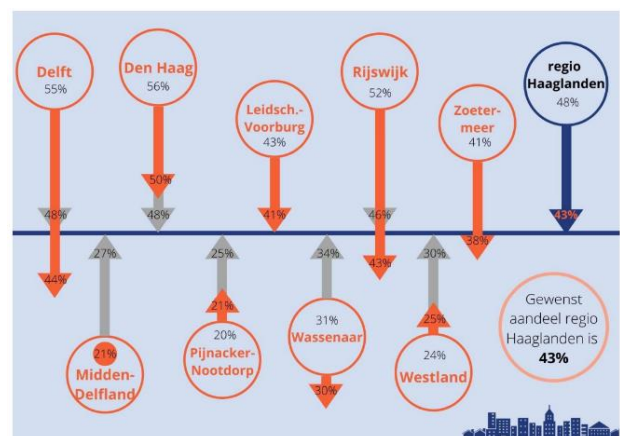 Delft
55%
48%
44%
Den Haag
56%
50%
48%
Leidsch.-
Voorburg
43%
41%
Rijswijk
52%
46%
43%
Zoeter-
meer
41%
38%
regio
Haaglanden
48%
43%
27%
21%
Midden-
Delfland
25%
21%
20%
Pijnacker-
Nootdorp
34%
31%
Wassenaar
30%
30%
25%
24%
Westland
Gewenst
aandeel regio
Haaglanden is
43%